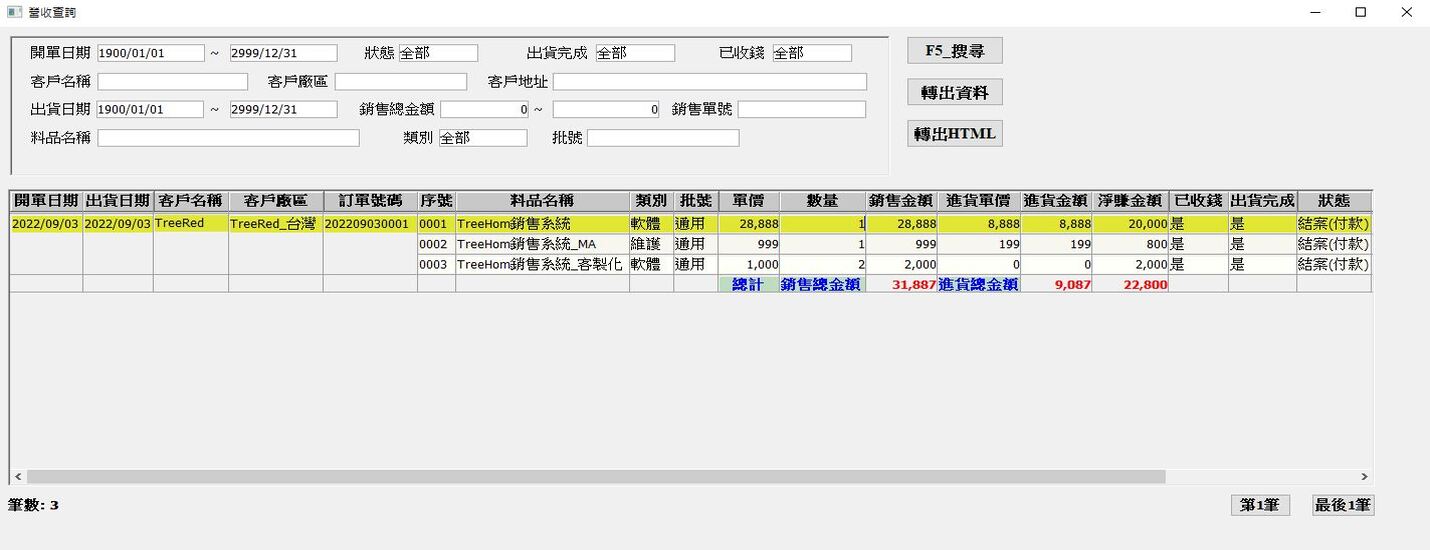 營收查詢
開單日期 1900/01/01 ~ 2999/12/31 狀態 全部 出貨完成 全部 已收錢 全部 F5_搜尋
客戶名稱 客戶廠區 客戶地址 轉出資料
出貨日期 1900/01/01 ~ 2999/12/31 銷售總金額 0 ~ 0 銷售單號
料品名稱 類別 全部 批號 轉出HTML
開單日期 出貨日期 客戶名稱 客戶廠區 訂單號碼 序號 料品名稱 類別 批號 單價 數量 銷售金額 進貨單價 進貨金額 淨賺金額 已收錢 出貨完成 狀態
2022/09/03 2022/09/03 TreeRed TreeRed_台灣 202209030001 0001 TreeHom銷售系統 軟體 通用 28,888 1 28,888 8,888 8,888 20,000 是 是 結案(付款)
0002 TreeHom銷售系統_MA 維護 通用 999 1 999 199 199 800 是 是 結案(付款)
0003 TreeHom銷售系統_客製化 軟體 通用 1,000 2 2,000 0 0 2,000 是 是 結案(付款)
總計 銷售總金額 31,887 進貨總金額 9,087 22,800
筆數: 3 第1筆 最後1筆